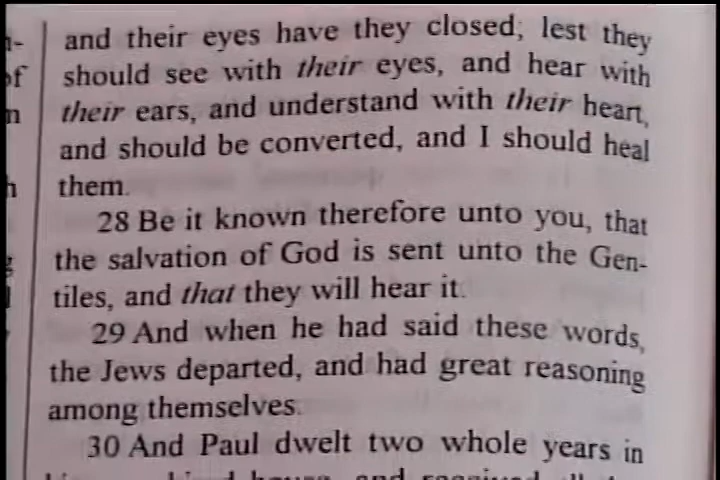 and their eyes have they closed; lest they
should see with their eyes, and hear with
their ears, and understand with their heart,
and should be converted, and I should heal
them.
28 Be it known therefore unto you, that
the salvation of God is sent unto the Gen-
tiles, and that they will hear it.
29 And when he had said these words,
the Jews departed, and had great reasoning
among themselves.
30 And Paul dwelt two whole years in